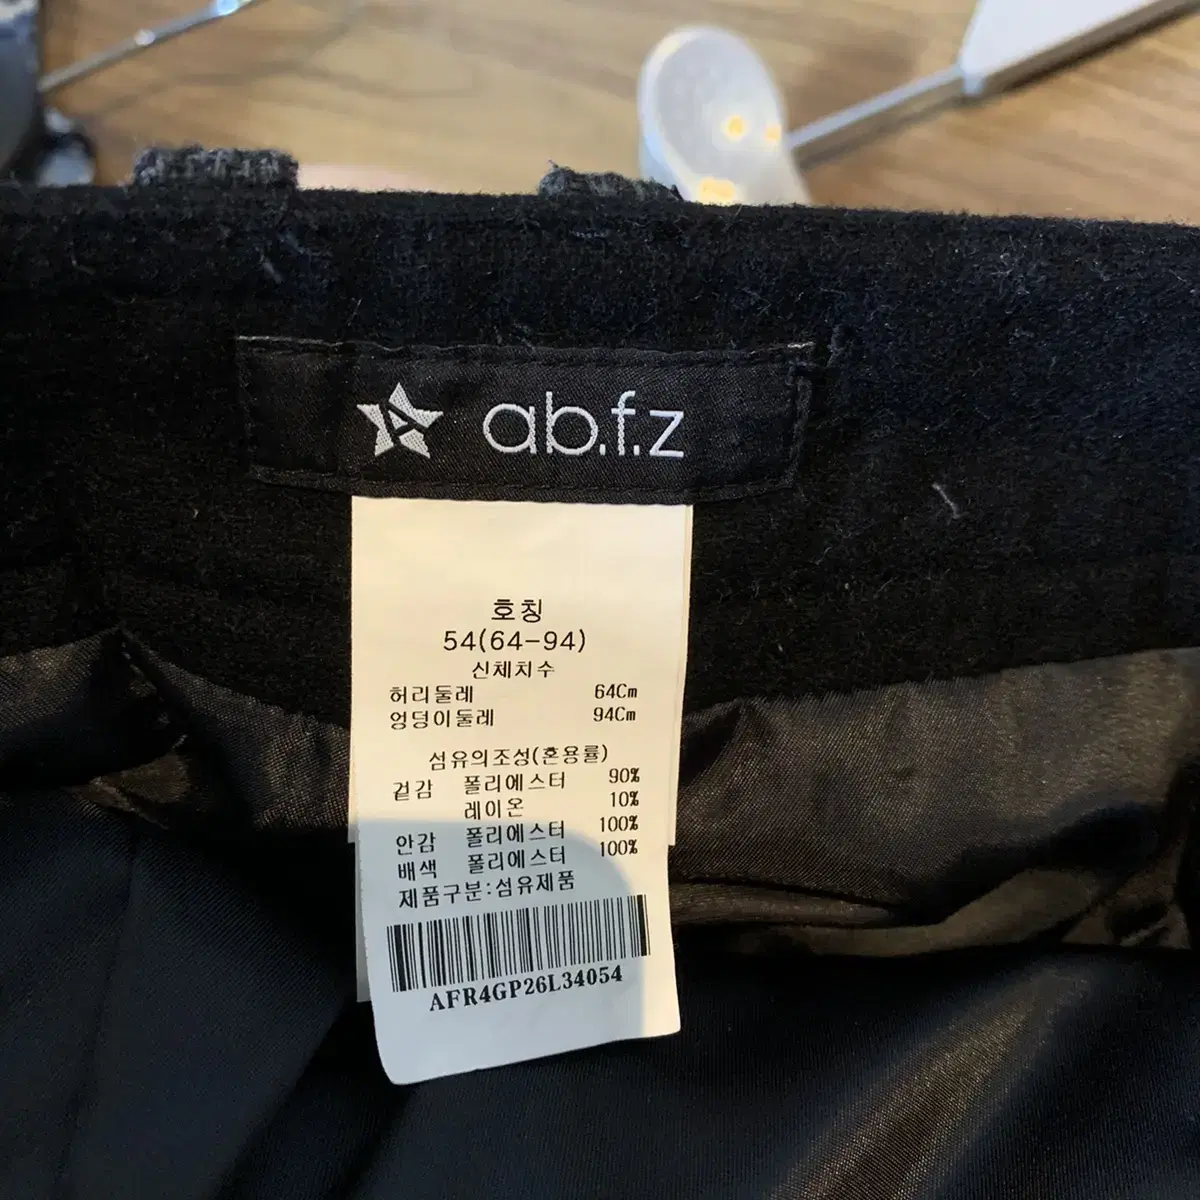 ab.f.z
호칭
54(64-94)
신체치수
허리둘레 64Cm
엉덩이둘레 94Cm
섬유의조성(혼용률)
겉감 폴리에스터 90%
레이온 10%
안감 폴리에스터 100%
배색 폴리에스터 100%
제품구분:섬유제품
AFR4GP26L34054